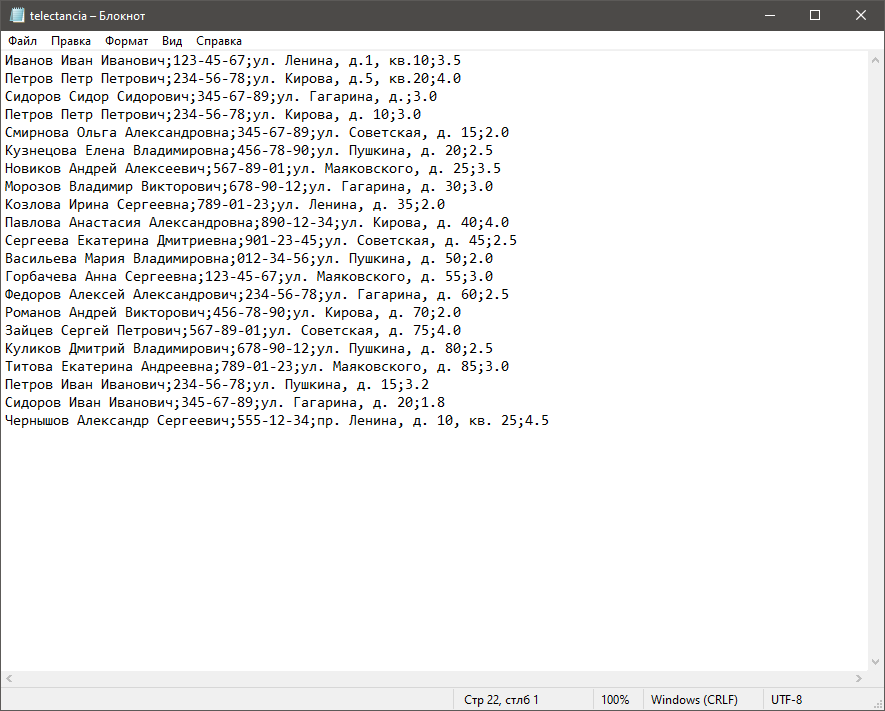 telectancia – Блокнот
Файл Правка Формат Вид Справка
Иванов Иван Иванович;123-45-67;ул. Ленина, д.1, кв.10;3.5
Петров Петр Петрович;234-56-78;ул. Кирова, д.5, кв.20;4.0
Сидоров Сидор Сидорович;345-67-89;ул. Гагарина, д.;3.0
Петров Петр Петрович;234-56-78;ул. Кирова, д. 10;3.0
Смирнова Ольга Александровна;345-67-89;ул. Советская, д. 15;2.0
Кузнецова Елена Владимировна;456-78-90;ул. Пушкина, д. 20;2.5
Новиков Андрей Алексеевич;567-89-01;ул. Маяковского, д. 25;3.5
Морозов Владимир Викторович;678-90-12;ул. Гагарина, д. 30;3.0
Козлова Ирина Сергеевна;789-01-23;ул. Ленина, д. 35;2.0
Павлова Анастасия Александровна;890-12-34;ул. Кирова, д. 40;4.0
Сергеева Екатерина Дмитриевна;901-23-45;ул. Советская, д. 45;2.5
Васильева Мария Владимировна;012-34-56;ул. Пушкина, д. 50;2.0
Горбачева Анна Сергеевна;123-45-67;ул. Маяковского, д. 55;3.0
Федоров Алексей Александрович;234-56-78;ул. Гагарина, д. 60;2.5
Романов Андрей Викторович;456-78-90;ул. Кирова, д. 70;2.0
Зайцев Сергей Петрович;567-89-01;ул. Советская, д. 75;4.0
Куликов Дмитрий Владимирович;678-90-12;ул. Пушкина, д. 80;2.5
Титова Екатерина Андреевна;789-01-23;ул. Маяковского, д. 85;3.0
Петров Иван Иванович;234-56-78;ул. Пушкина, д. 15;3.2
Сидоров Иван Иванович;345-67-89;ул. Гагарина, д. 20;1.8
Чернышов Александр Сергеевич;555-12-34;пр. Ленина, д. 10, кв. 25;4.5
Стр 22, стлб 1 100% Windows (CRLF) UTF-8